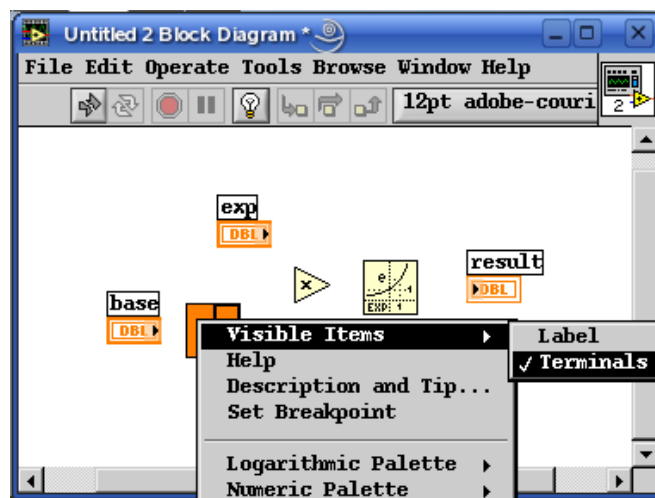 Untitled 2 Block Diagram *
File Edit Operate Tools Browse Window Help
12pt adobe-couri
2
exp
DBL
result
DBL
base
DBL
x
e
EXP: 1
Visible Items
Label
Help
Terminals
Description and Tip...
Set Breakpoint
Logarithmic Palette
Numeric Palette